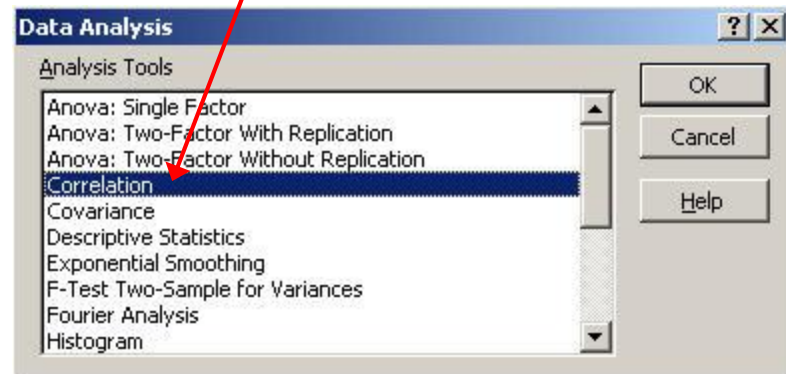 Data Analysis
? X
Analysis Tools
Anova: Single Factor
Anova: Two-Factor With Replication
Anova: Two-Factor Without Replication
Correlation
Covariance
Descriptive Statistics
Exponential Smoothing
F-Test Two-Sample for Variances
Fourier Analysis
Histogram
OK
Cancel
Help